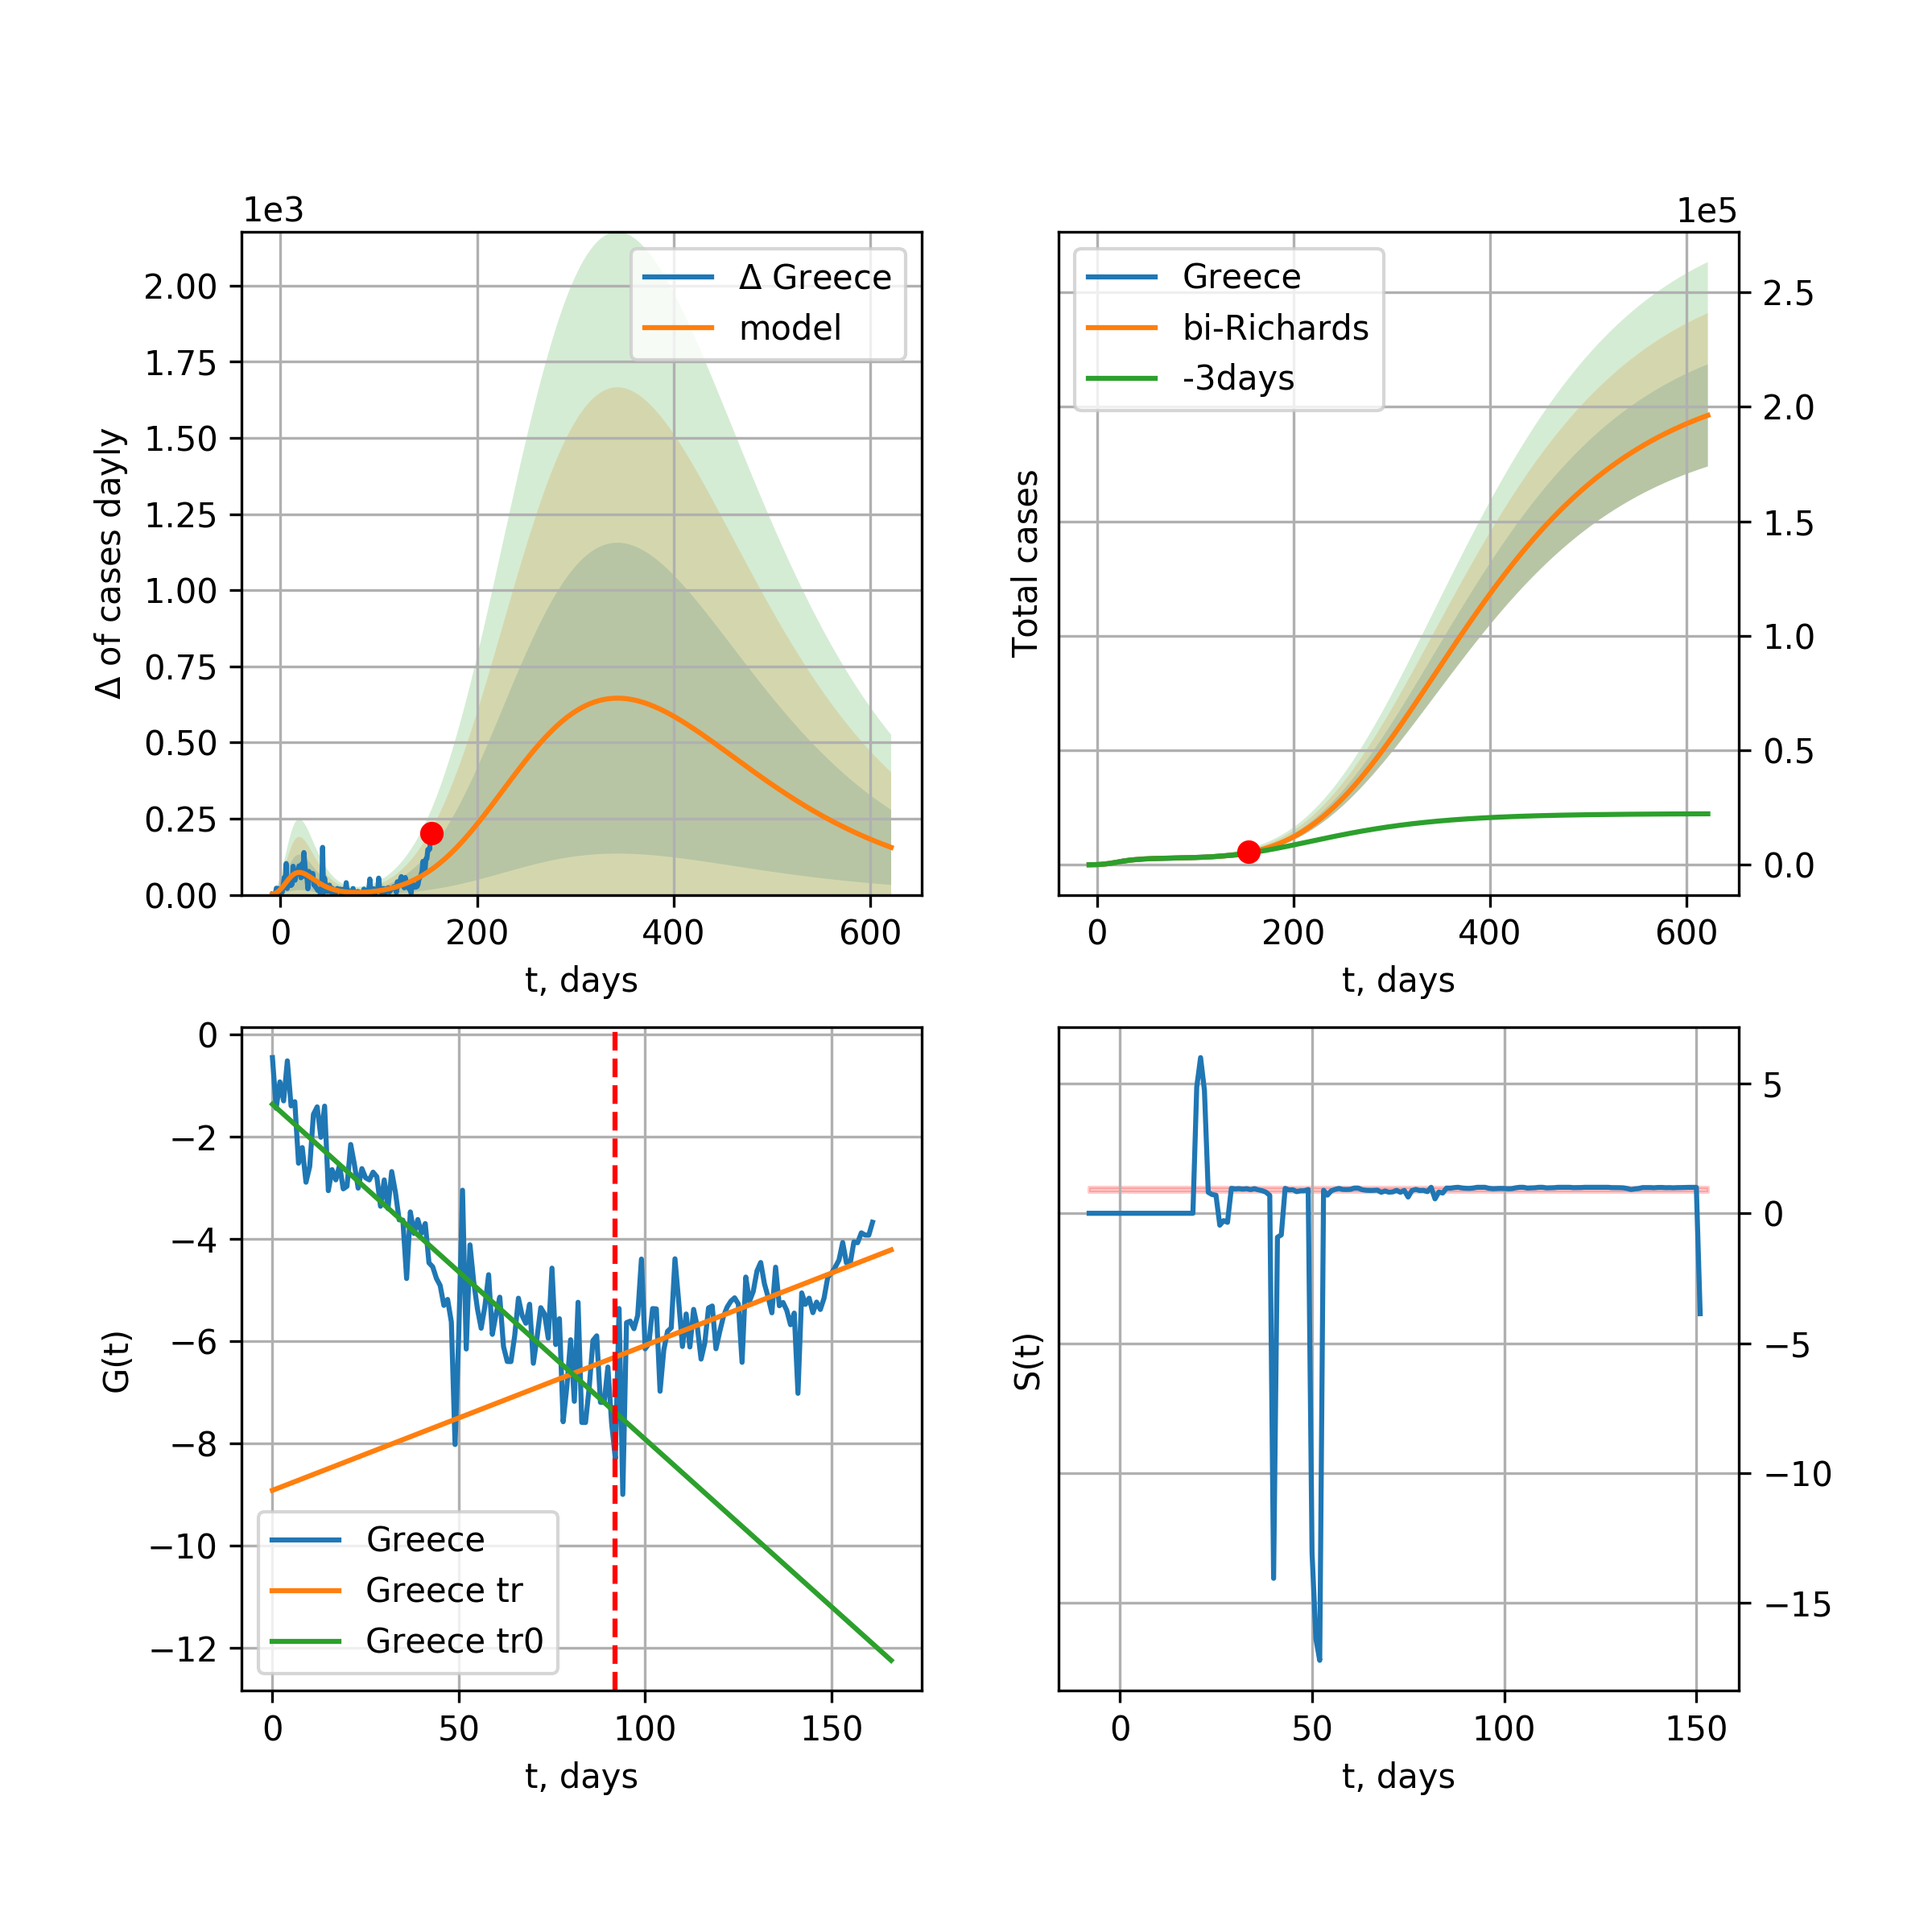 1e3
Δ of cases dayly
2.00
1.75
1.50
1.25
1.00
0.75
0.50
0.25
0.00
0 200 400 600
t, days
Δ Greece
model
1e5
Total cases
Greece
bi-Richards
-3days
2.5
2.0
1.5
1.0
0.5
0.0
0 200 400 600
t, days
G(t)
0
−2
−4
−6
−8
−10
−12
Greece
Greece tr
Greece tr0
0 50 100 150
t, days
S(t)
5
0
−5
−10
−15
0 50 100 150
t, days